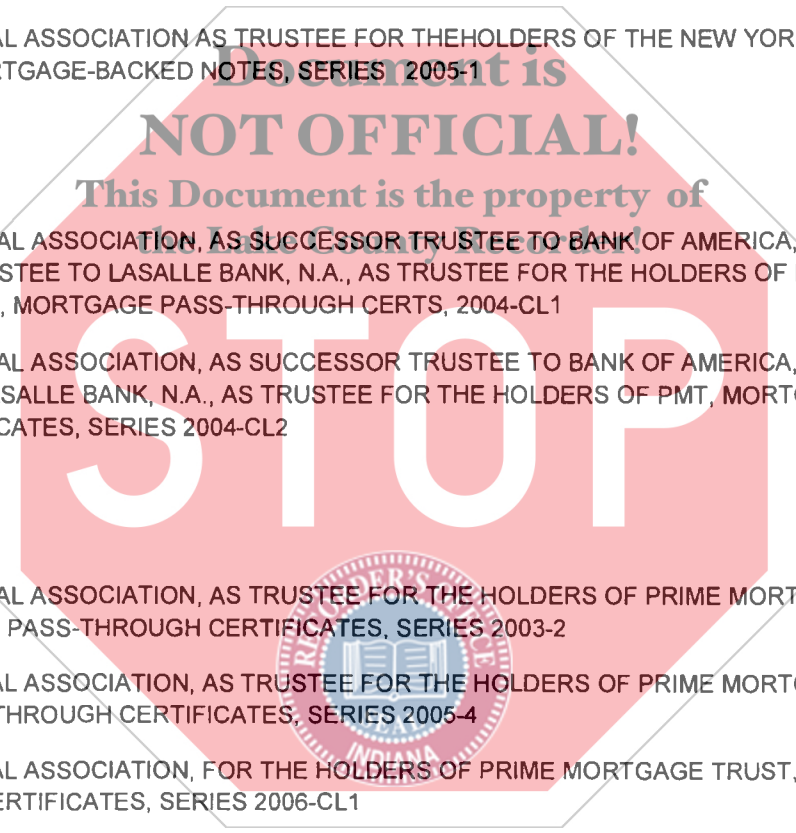 AL ASSOCIATION AS TRUSTEE FOR THEHOLDERS OF THE NEW YOR
Document is
RTGAGE-BACKED NOTES, SERIES 2005-1
NOT OFFICIAL!
This Document is the property of
the Lake County Recorder!
AL ASSOCIATION, AS SUCCESSOR TRUSTEE TO BANK OF AMERICA,
STEE TO LASALLE BANK, N.A., AS TRUSTEE FOR THE HOLDERS OF
, MORTGAGE PASS-THROUGH CERTS, 2004-CL1
STOP
AL ASSOCIATION, AS SUCCESSOR TRUSTEE TO BANK OF AMERICA,
SALLE BANK, N.A., AS TRUSTEE FOR THE HOLDERS OF PMT, MORT
CATES, SERIES 2004-CL2
RECORDER'S OFFICE
AL ASSOCIATION, AS TRUSTEE FOR THE HOLDERS OF PRIME MORT
PASS-THROUGH CERTIFICATES, SERIES 2003-2
AL ASSOCIATION, AS TRUSTEE FOR THE HOLDERS OF PRIME MORTG
THROUGH CERTIFICATES, SERIES 2005-4
SEAL
INDIANA
AL ASSOCIATION, FOR THE HOLDERS OF PRIME MORTGAGE TRUST,
ERTIFICATES, SERIES 2006-CL1